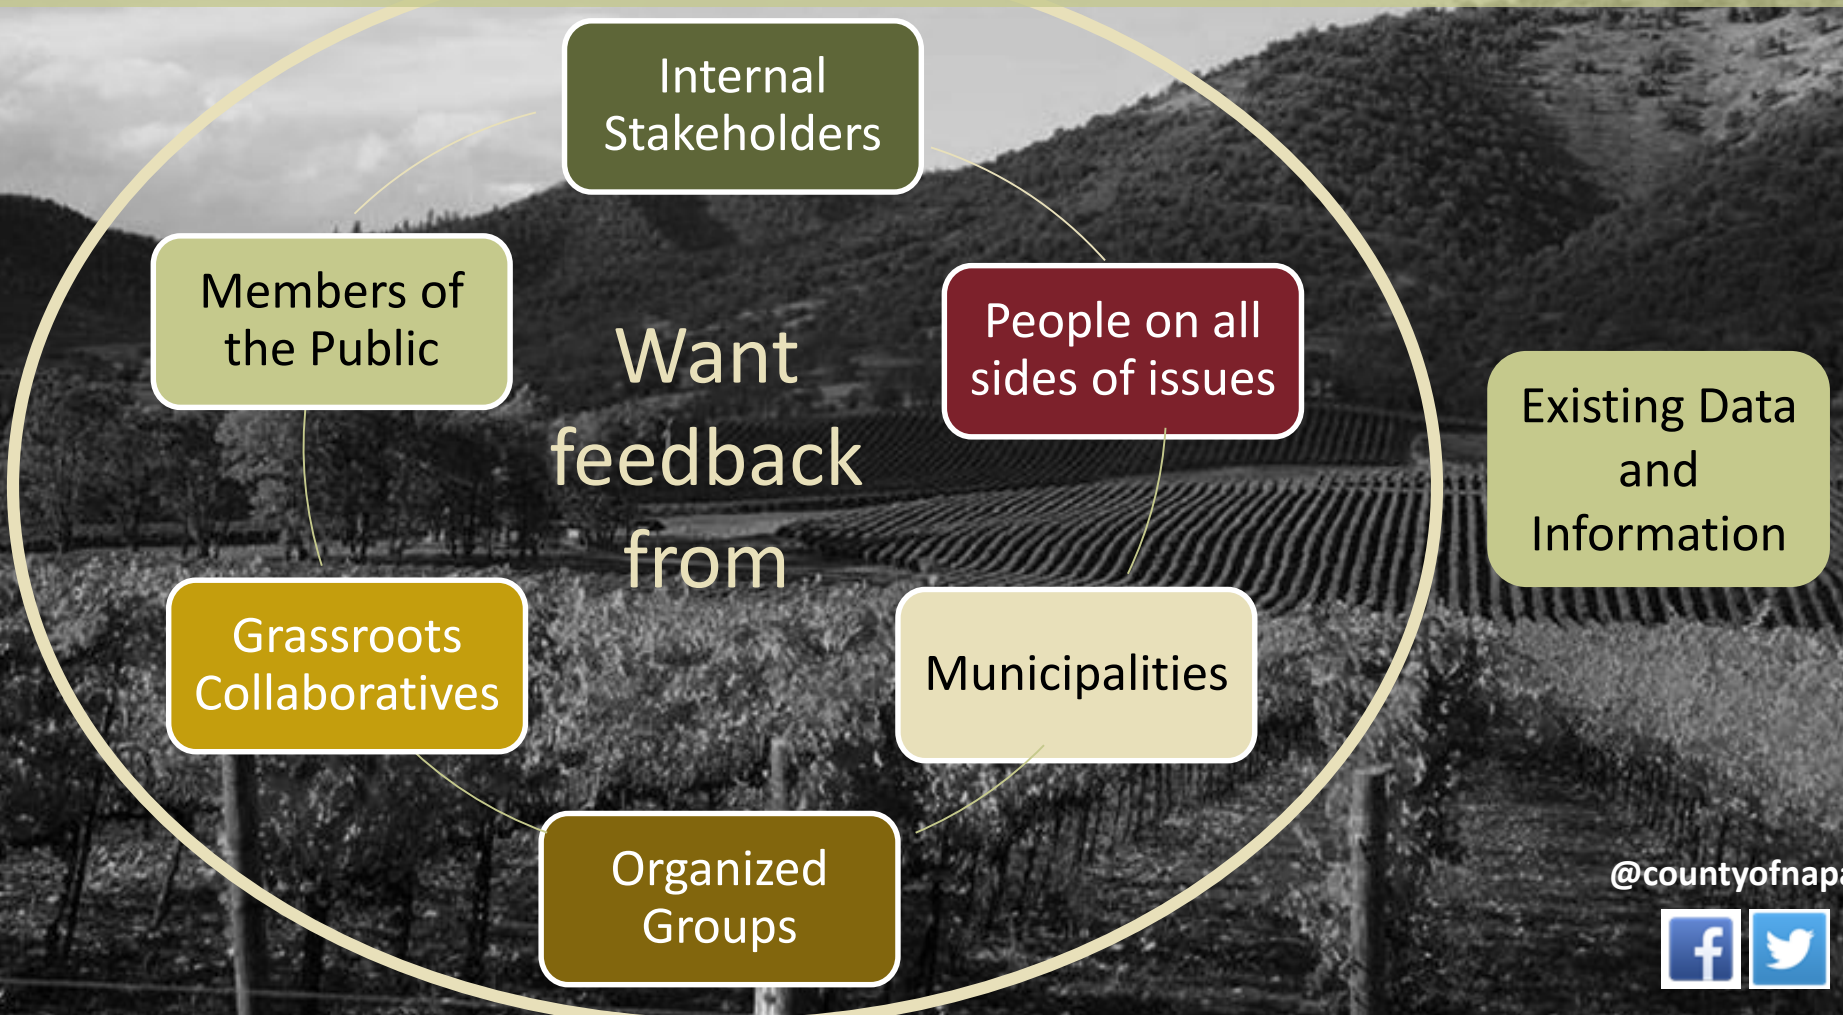 Internal
Stakeholders
Members of
the Public
People on all
sides of issues
Want
feedback
from
Existing Data
and
Information
Grassroots
Collaboratives
Municipalities
Organized
Groups
@countyofnapa
f